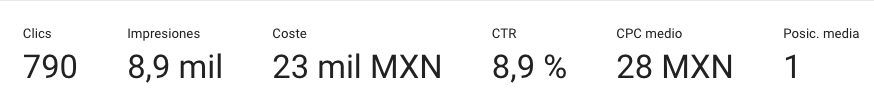 Clics Impresiones Coste CTR CPC medio Posic. media
790 8,9 mil 23 mil MXN 8,9 % 28 MXN 1